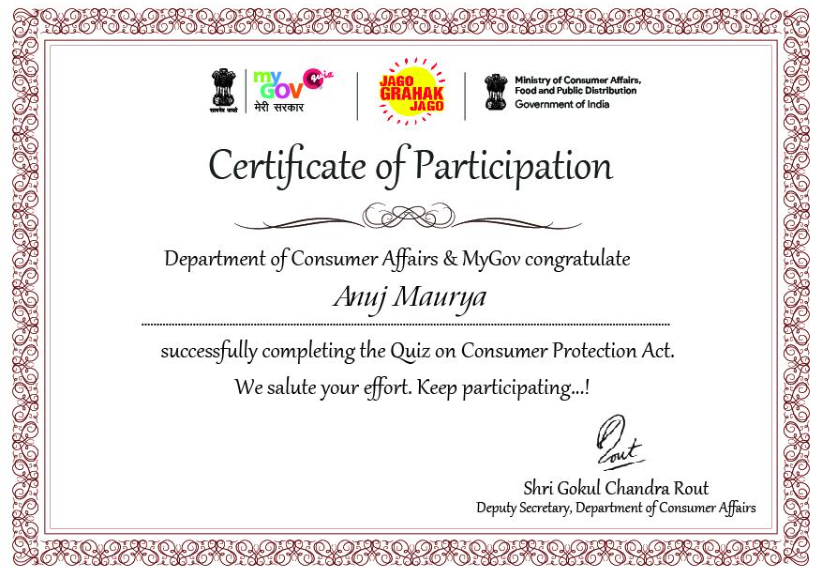 my
GOV
quiz
मेरी सरकार
सत्यमेव जयते
JAGO
GRAHAK
JAGO
Ministry of Consumer Affairs,
Food and Public Distribution
Government of India
Certificate of Participation
Department of Consumer Affairs & MyGov congratulate
Anuj Maurya
successfully completing the Quiz on Consumer Protection Act.
We salute your effort. Keep participating...!
Rout
Shri Gokul Chandra Rout
Deputy Secretary, Department of Consumer Affairs